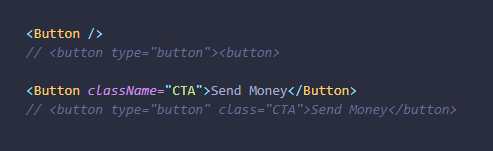 <Button />
// <button type="button"><button>
<Button className="CTA">Send Money</Button>
// <button type="button" class="CTA">Send Money</button>